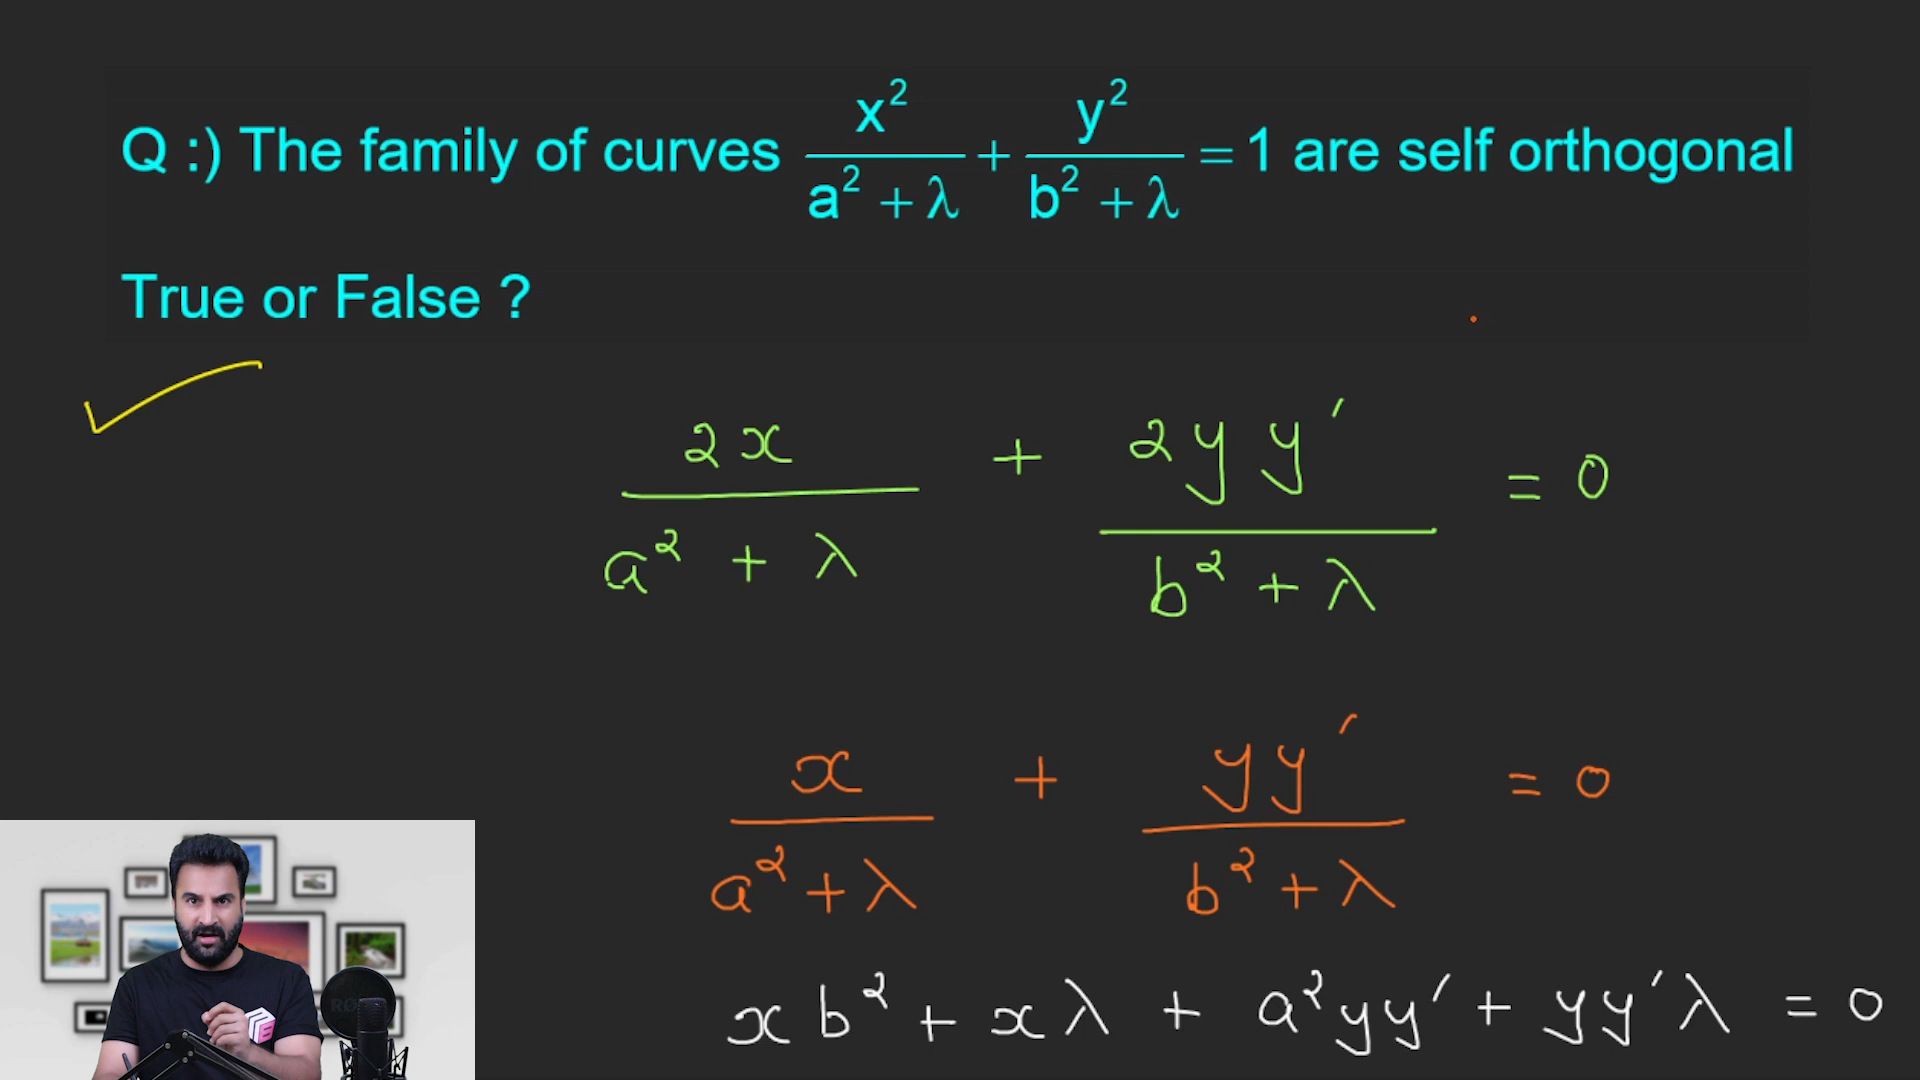 Q :) The family of curves x²/(a² + λ) + y²/(b² + λ) = 1 are self orthogonal
True or False ?
2x/(a² + λ) + 2yy′/(b² + λ) = 0
x/(a² + λ) + yy′/(b² + λ) = 0
xb² + xλ + a²yy′ + yy′λ = 0